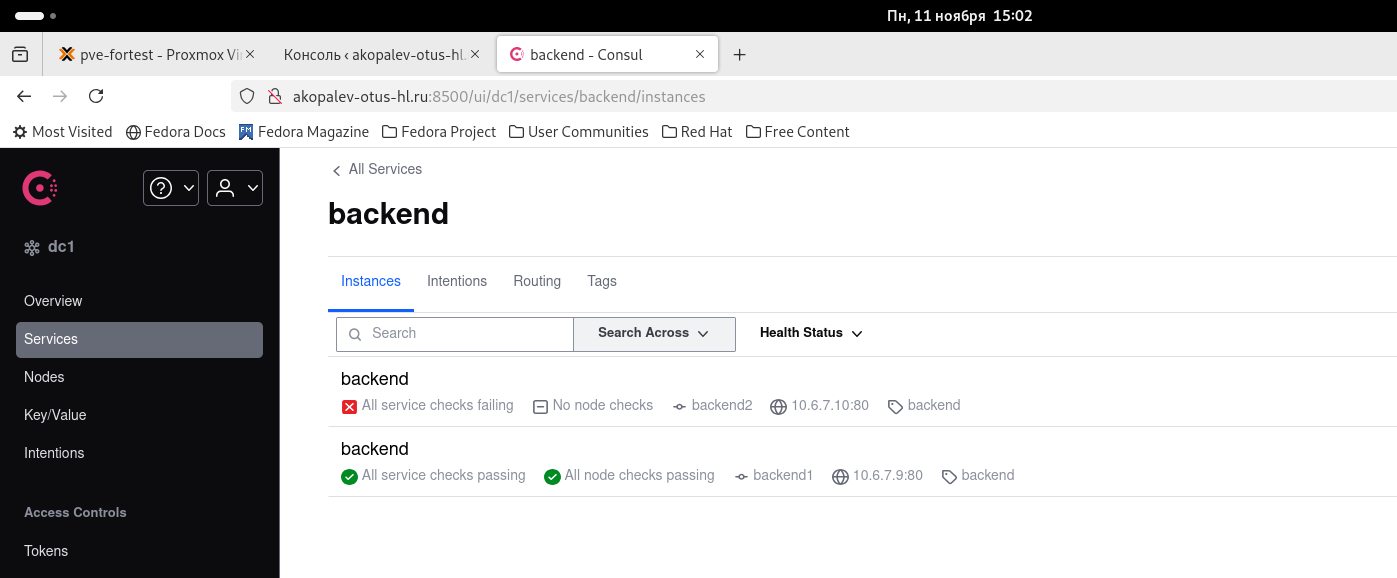 Пн, 11 ноября 15:02
pve-fortest - Proxmox Vi
Консоль ‹ akopalev-otus-hl.
backend - Consul
akopalev-otus-hl.ru:8500/ui/dc1/services/backend/instances
Most Visited Fedora Docs FM Fedora Magazine Fedora Project User Communities Red Hat Free Content
dc1
Overview
Services
Nodes
Key/Value
Intentions
Access Controls
Tokens
All Services
backend
Instances Intentions Routing Tags
Search Search Across Health Status
backend
All service checks failing No node checks backend2 10.6.7.10:80 backend
backend
All service checks passing All node checks passing backend1 10.6.7.9:80 backend